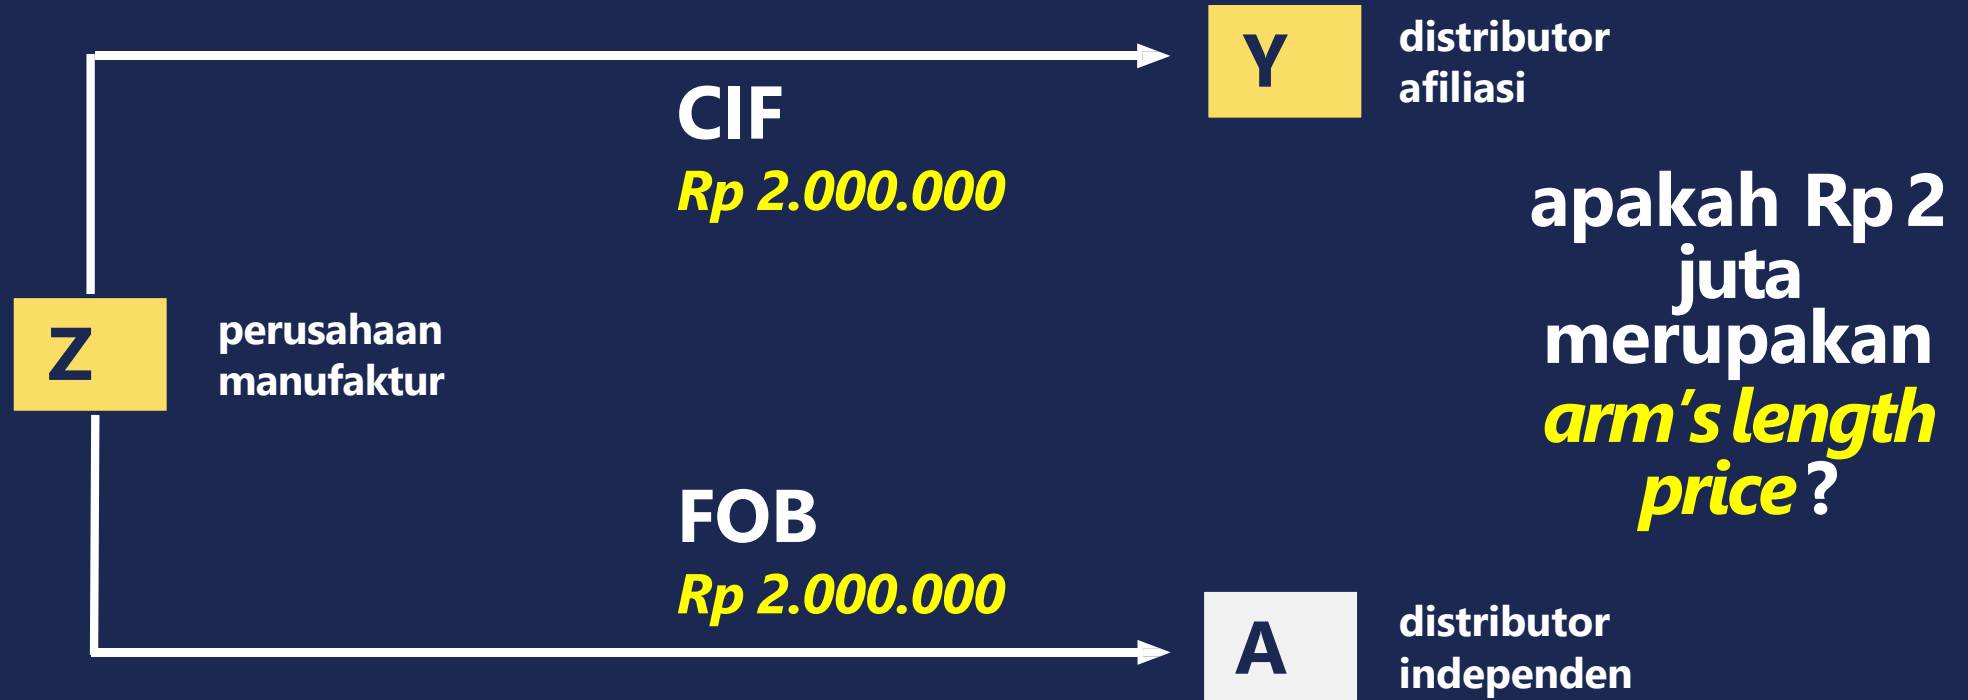 Y
distributor
afiliasi
CIF
Rp 2.000.000
Z
perusahaan
manufaktur
apakah Rp 2
juta
merupakan
arm's length
price ?
FOB
Rp 2.000.000
A
distributor
independen